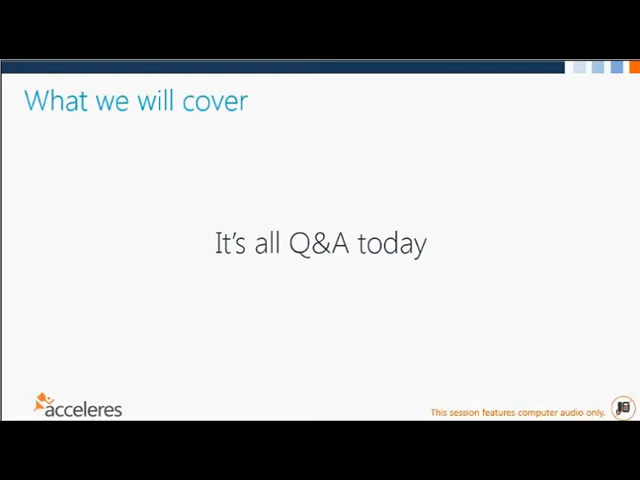 What we will cover
It's all Q&A today
acceleres
This session features computer audio only.